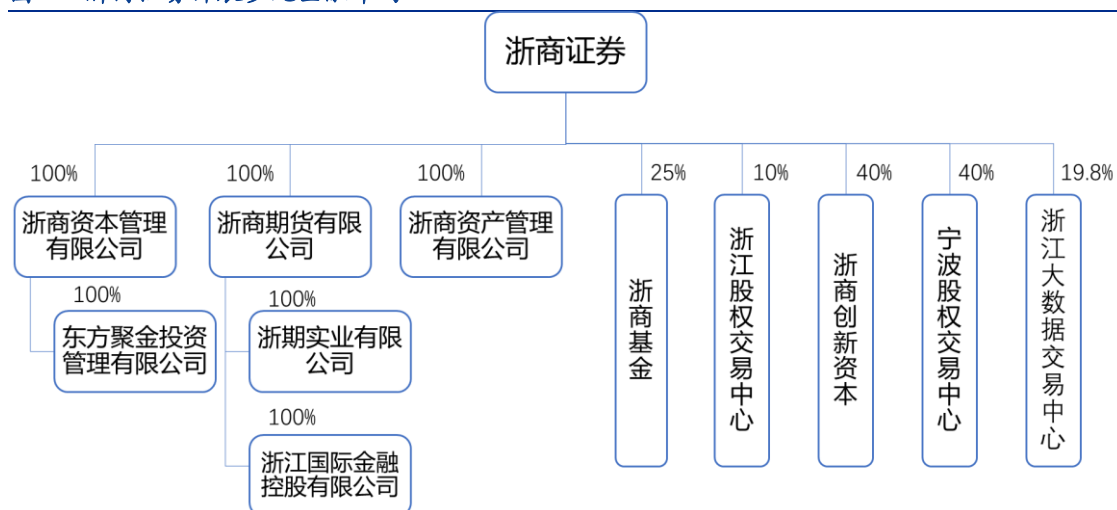 浙商证券
100%
100%
100%
25%
10%
40%
40%
19.8%
浙商资本管理
有限公司
浙商期货有限
公司
浙商资产管理
有限公司
浙商基金
浙江股权交易中心
浙商创新资本
宁波股权交易中心
浙江大数据交易中心
100%
东方聚金投资
管理有限公司
100%
浙期实业有限
公司
100%
浙江国际金融
控股有限公司